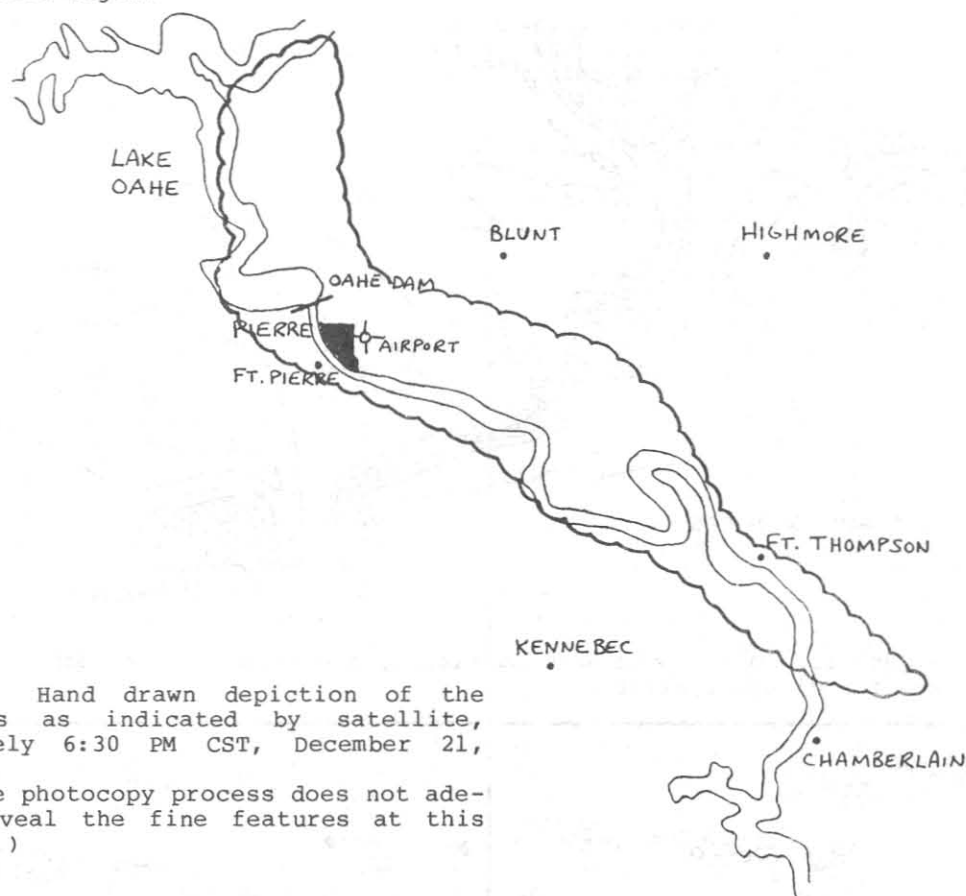 LAKE
OAHE
BLUNT
HIGHMORE
OAHE DAM
PIERRE
AIRPORT
FT. PIERRE
FT. THOMPSON
KENNEBEC
Hand drawn depiction of the
as indicated by satellite,
6:30 PM CST, December 21,
CHAMBERLAIN
photocopy process does not ade-
the fine features at this
)